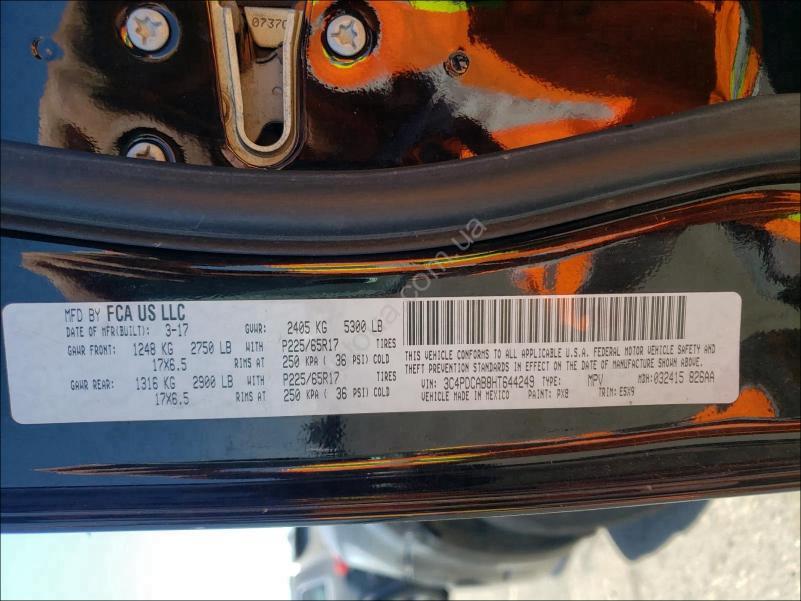 0737C
MFD BY FCA US LLC
DATE OF MFR(BUILT): 3-17 GVWR: 2405 KG 5300 LB
GAWR FRONT: 1248 KG 2750 LB WITH P225/65R17 TIRES
17X6.5 RIMS AT 250 KPA ( 36 PSI) COLD
GAWR REAR: 1316 KG 2900 LB WITH P225/65R17 TIRES
17X6.5 RIMS AT 250 KPA ( 36 PSI) COLD
THIS VEHICLE CONFORMS TO ALL APPLICABLE U.S.A. FEDERAL MOTOR VEHICLE SAFETY AND
THEFT PREVENTION STANDARDS IN EFFECT ON THE DATE OF MANUFACTURE SHOWN ABOVE.
VIN: 3C4PDCAB8HT644249 TYPE: MPV MDH: 032415 826AA
VEHICLE MADE IN MEXICO PAINT: PX8 TRIM: E5X9
.com.ua